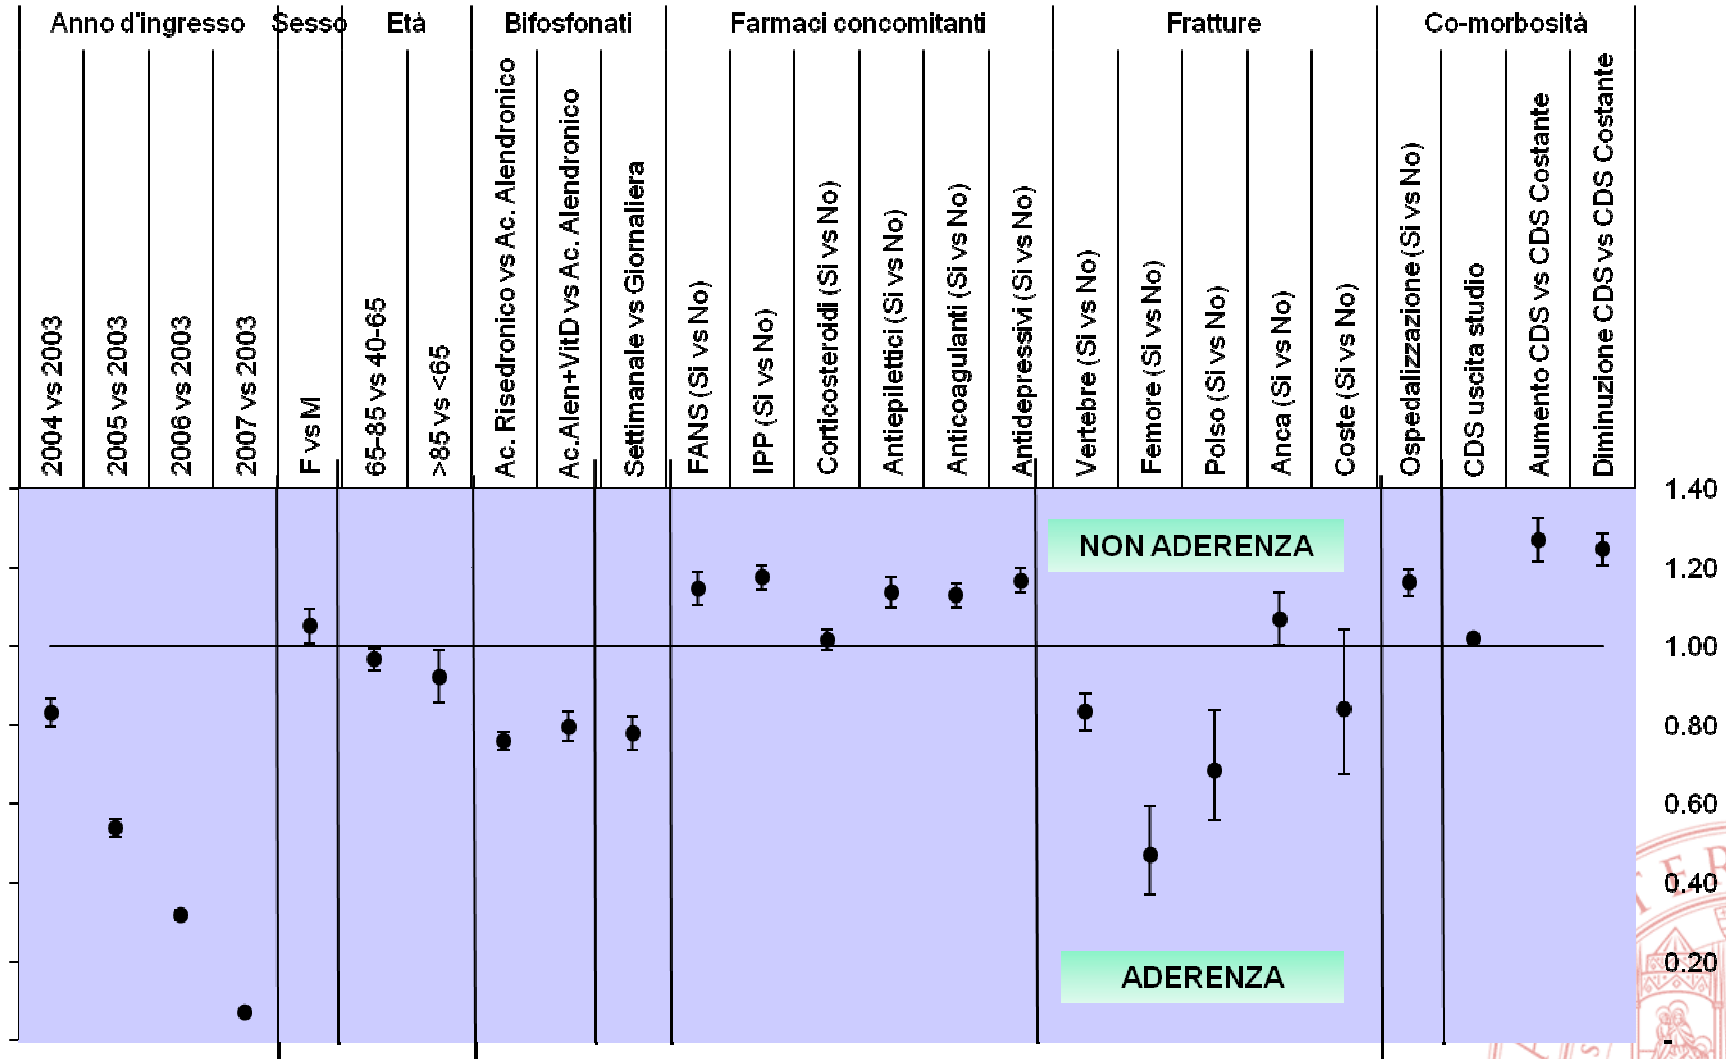 Anno d'ingresso
Sesso
Età
Bifosfonati
Farmaci concomitanti
Fratture
Co-morbosità
2004 vs 2003
2005 vs 2003
2006 vs 2003
2007 vs 2003
F vs M
65-85 vs 40-65
>85 vs <65
Ac. Risedronico vs Ac. Alendronico
Ac.Alen+VitD vs Ac. Alendronico
Settimanale vs Giornaliera
FANS (Si vs No)
IPP (Si vs No)
Corticosteroidi (Si vs No)
Antiepilettici (Si vs No)
Anticoagulanti (Si vs No)
Antidepressivi (Si vs No)
Vertebre (Si vs No)
Femore (Si vs No)
Polso (Si vs No)
Anca (Si vs No)
Coste (Si vs No)
Ospedalizzazione (Si vs No)
CDS uscita studio
Aumento CDS vs CDS Costante
Diminuzione CDS vs CDS Costante
1.40
NON ADERENZA
1.20
1.00
0.80
0.60
0.40
0.20
ADERENZA
-